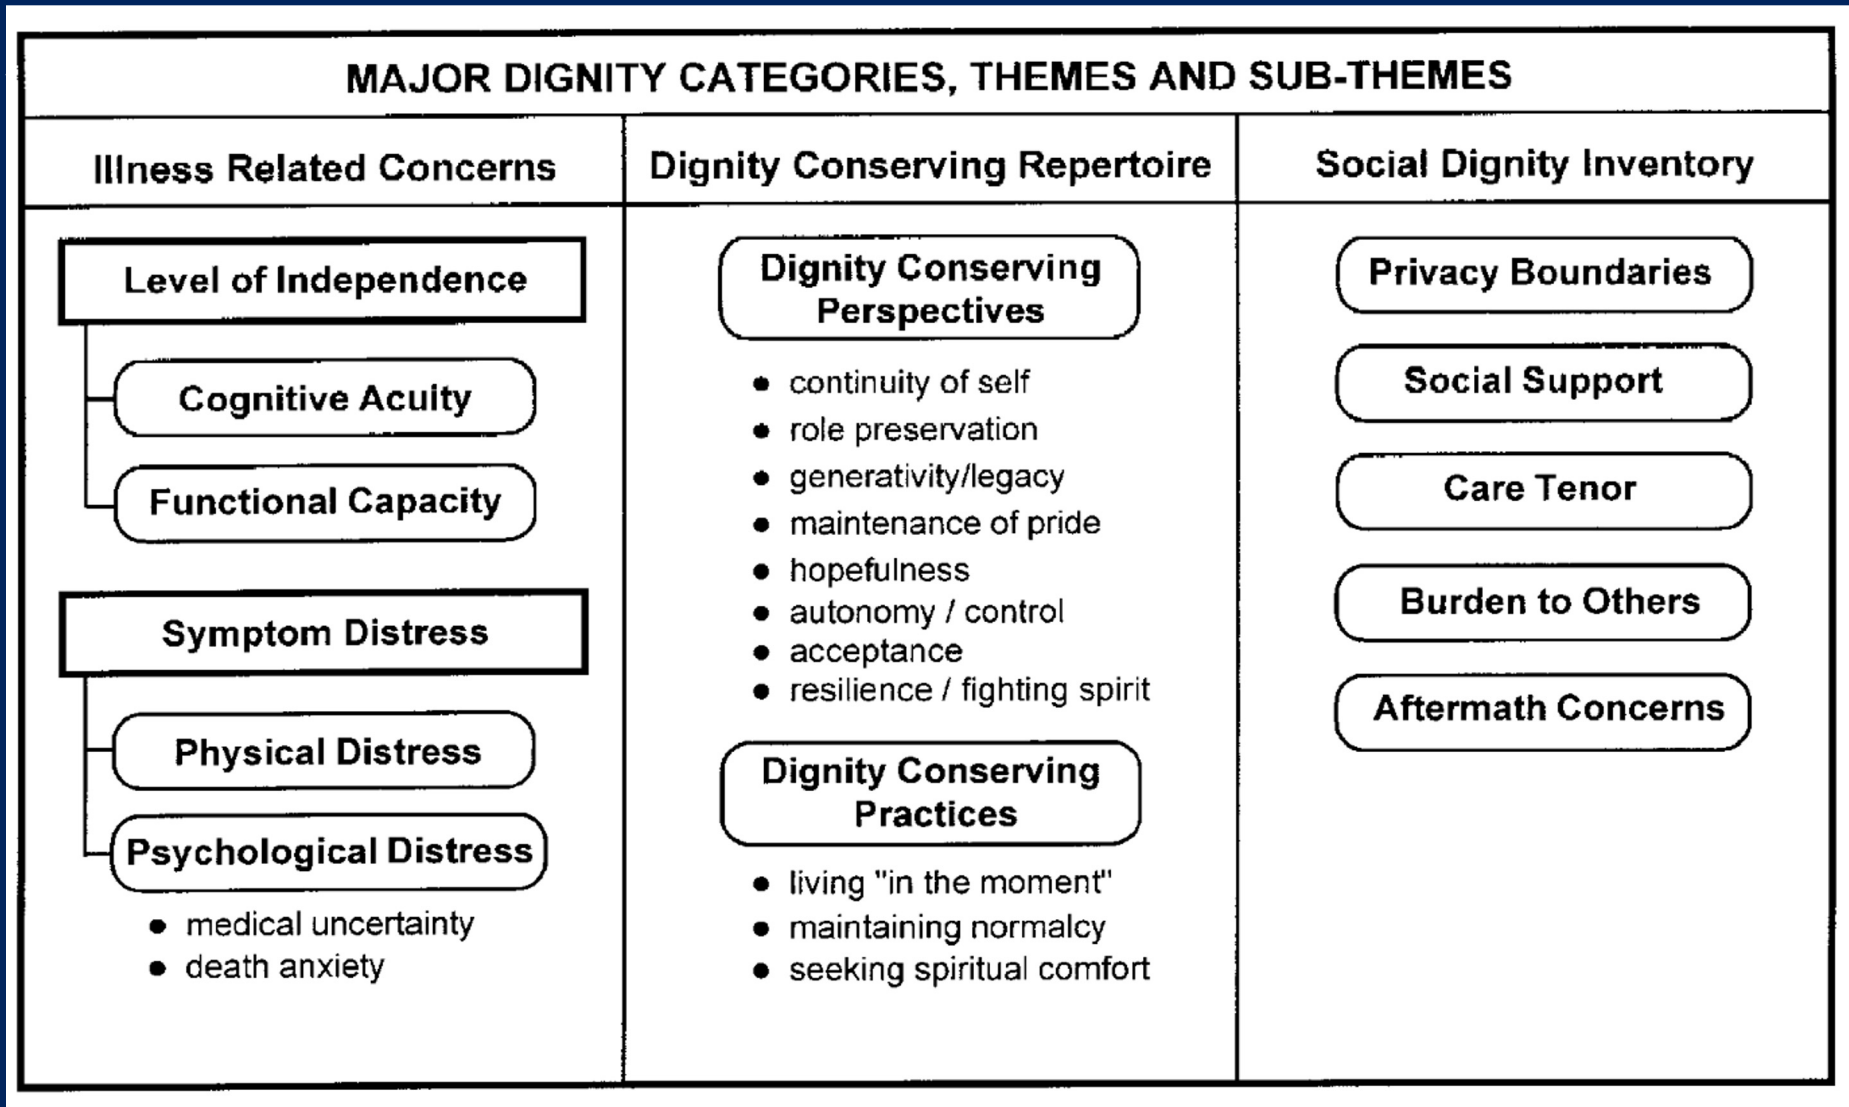 MAJOR DIGNITY CATEGORIES, THEMES AND SUB-THEMES
Illness Related Concerns
Level of Independence
Cognitive Acuity
Functional Capacity
Symptom Distress
Physical Distress
Psychological Distress
• medical uncertainty
• death anxiety
Dignity Conserving Repertoire
Dignity Conserving
Perspectives
• continuity of self
• role preservation
• generativity/legacy
• maintenance of pride
• hopefulness
• autonomy / control
• acceptance
• resilience / fighting spirit
Dignity Conserving
Practices
• living "in the moment"
• maintaining normalcy
• seeking spiritual comfort
Social Dignity Inventory
Privacy Boundaries
Social Support
Care Tenor
Burden to Others
Aftermath Concerns